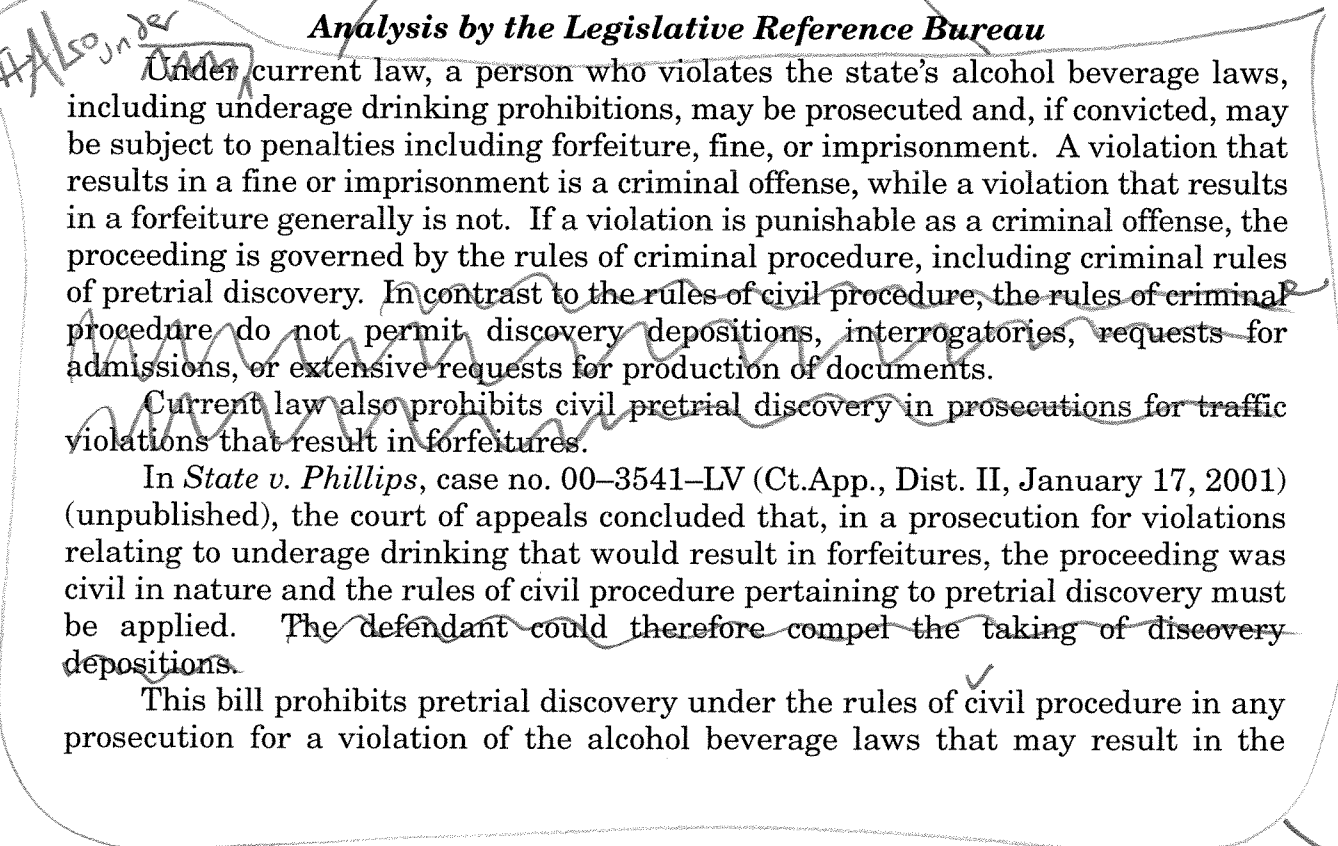 Analysis by the Legislative Reference Bureau
#Also under
Under current law, a person who violates the state's alcohol beverage laws,
including underage drinking prohibitions, may be prosecuted and, if convicted, may
be subject to penalties including forfeiture, fine, or imprisonment. A violation that
results in a fine or imprisonment is a criminal offense, while a violation that results
in a forfeiture generally is not. If a violation is punishable as a criminal offense, the
proceeding is governed by the rules of criminal procedure, including criminal rules
of pretrial discovery. In contrast to the rules of civil procedure, the rules of criminal
procedure do not permit discovery depositions, interrogatories, requests for
admissions, or extensive requests for production of documents.
Current law also prohibits civil pretrial discovery in prosecutions for traffic
violations that result in forfeitures.
In State v. Phillips, case no. 00–3541–LV (Ct.App., Dist. II, January 17, 2001)
(unpublished), the court of appeals concluded that, in a prosecution for violations
relating to underage drinking that would result in forfeitures, the proceeding was
civil in nature and the rules of civil procedure pertaining to pretrial discovery must
be applied. The defendant could therefore compel the taking of discovery
depositions.
This bill prohibits pretrial discovery under the rules of civil procedure in any
prosecution for a violation of the alcohol beverage laws that may result in the